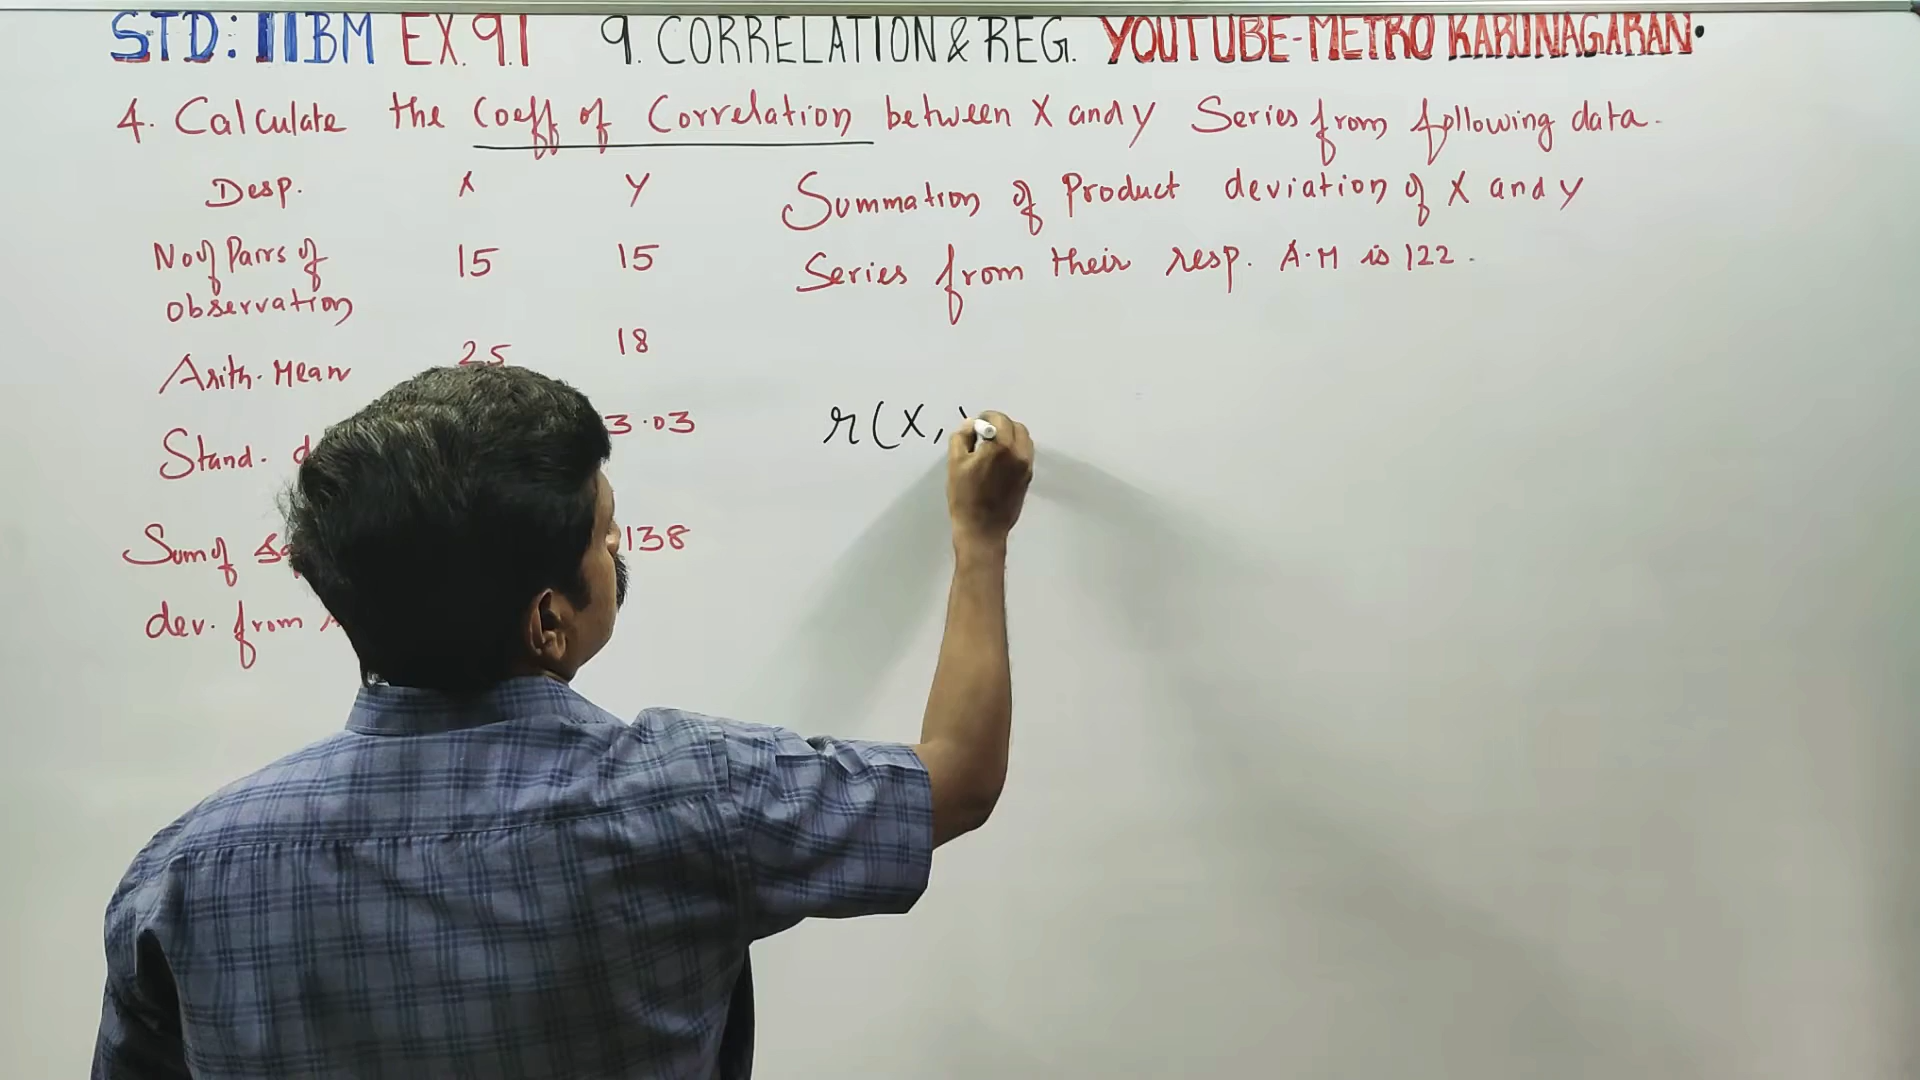 STD: 11BM EX.9.1 9. CORRELATION & REG. YOUTUBE-METRO KARUNAGARAN.
4. Calculate the Coeff of Correlation between X and y Series from following data.
Desp. X Y
Summation of Product deviation of X and y
Series from their resp. A.M is 122.
No of Pairs of observation 15 15
Arith. Mean 25 18
Stand. 3.03
Sum of 138
dev. from
r(X,